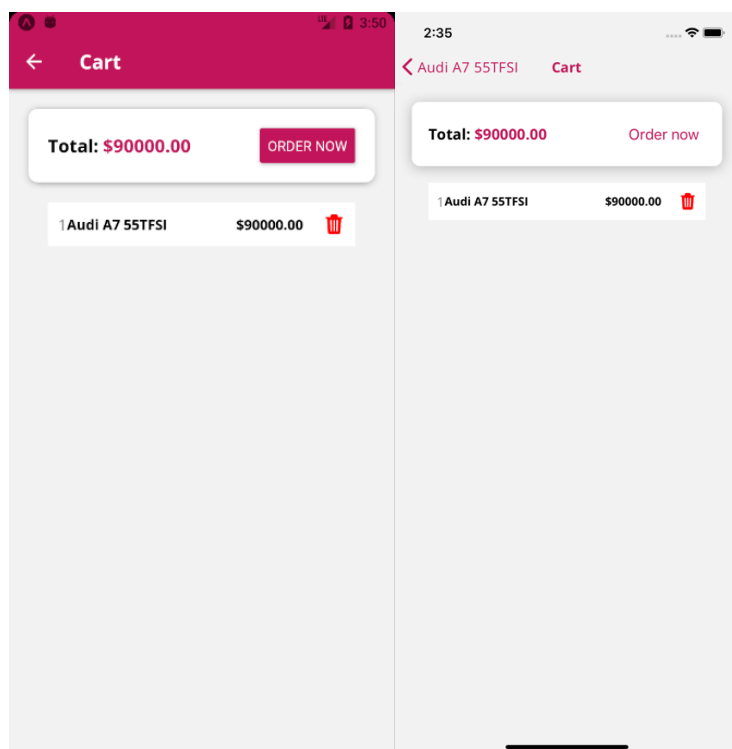 LTE 3:50
Cart
Total: $90000.00 ORDER NOW
1 Audi A7 55TFSI $90000.00
2:35
Audi A7 55TFSI Cart
Total: $90000.00 Order now
1 Audi A7 55TFSI $90000.00